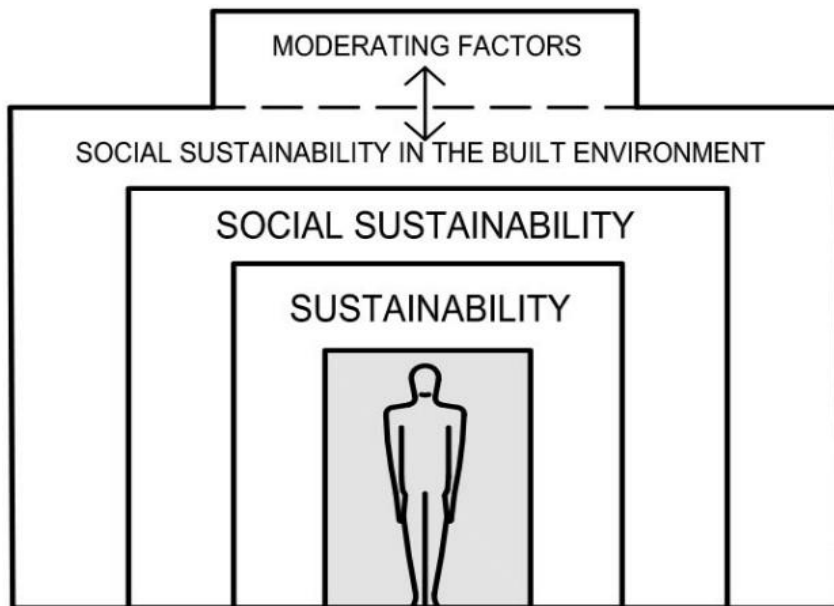 MODERATING FACTORS
SOCIAL SUSTAINABILITY IN THE BUILT ENVIRONMENT
SOCIAL SUSTAINABILITY
SUSTAINABILITY